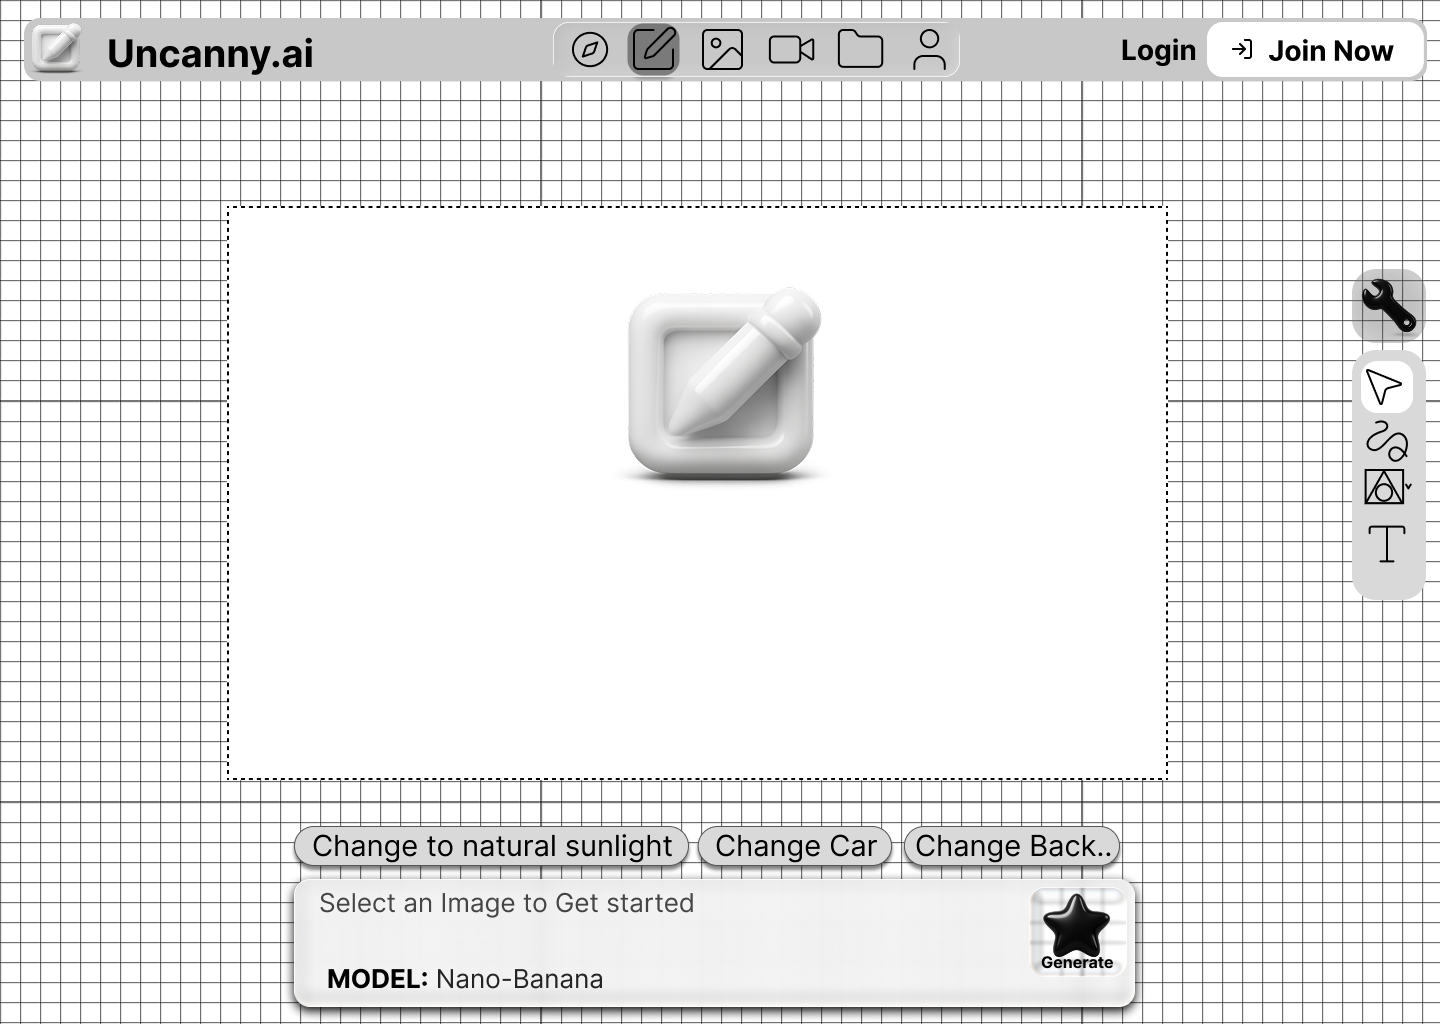 Uncanny.ai
Login
Join Now
Change to natural sunlight
Change Car
Change Back..
Select an Image to Get started
Generate
MODEL: Nano-Banana